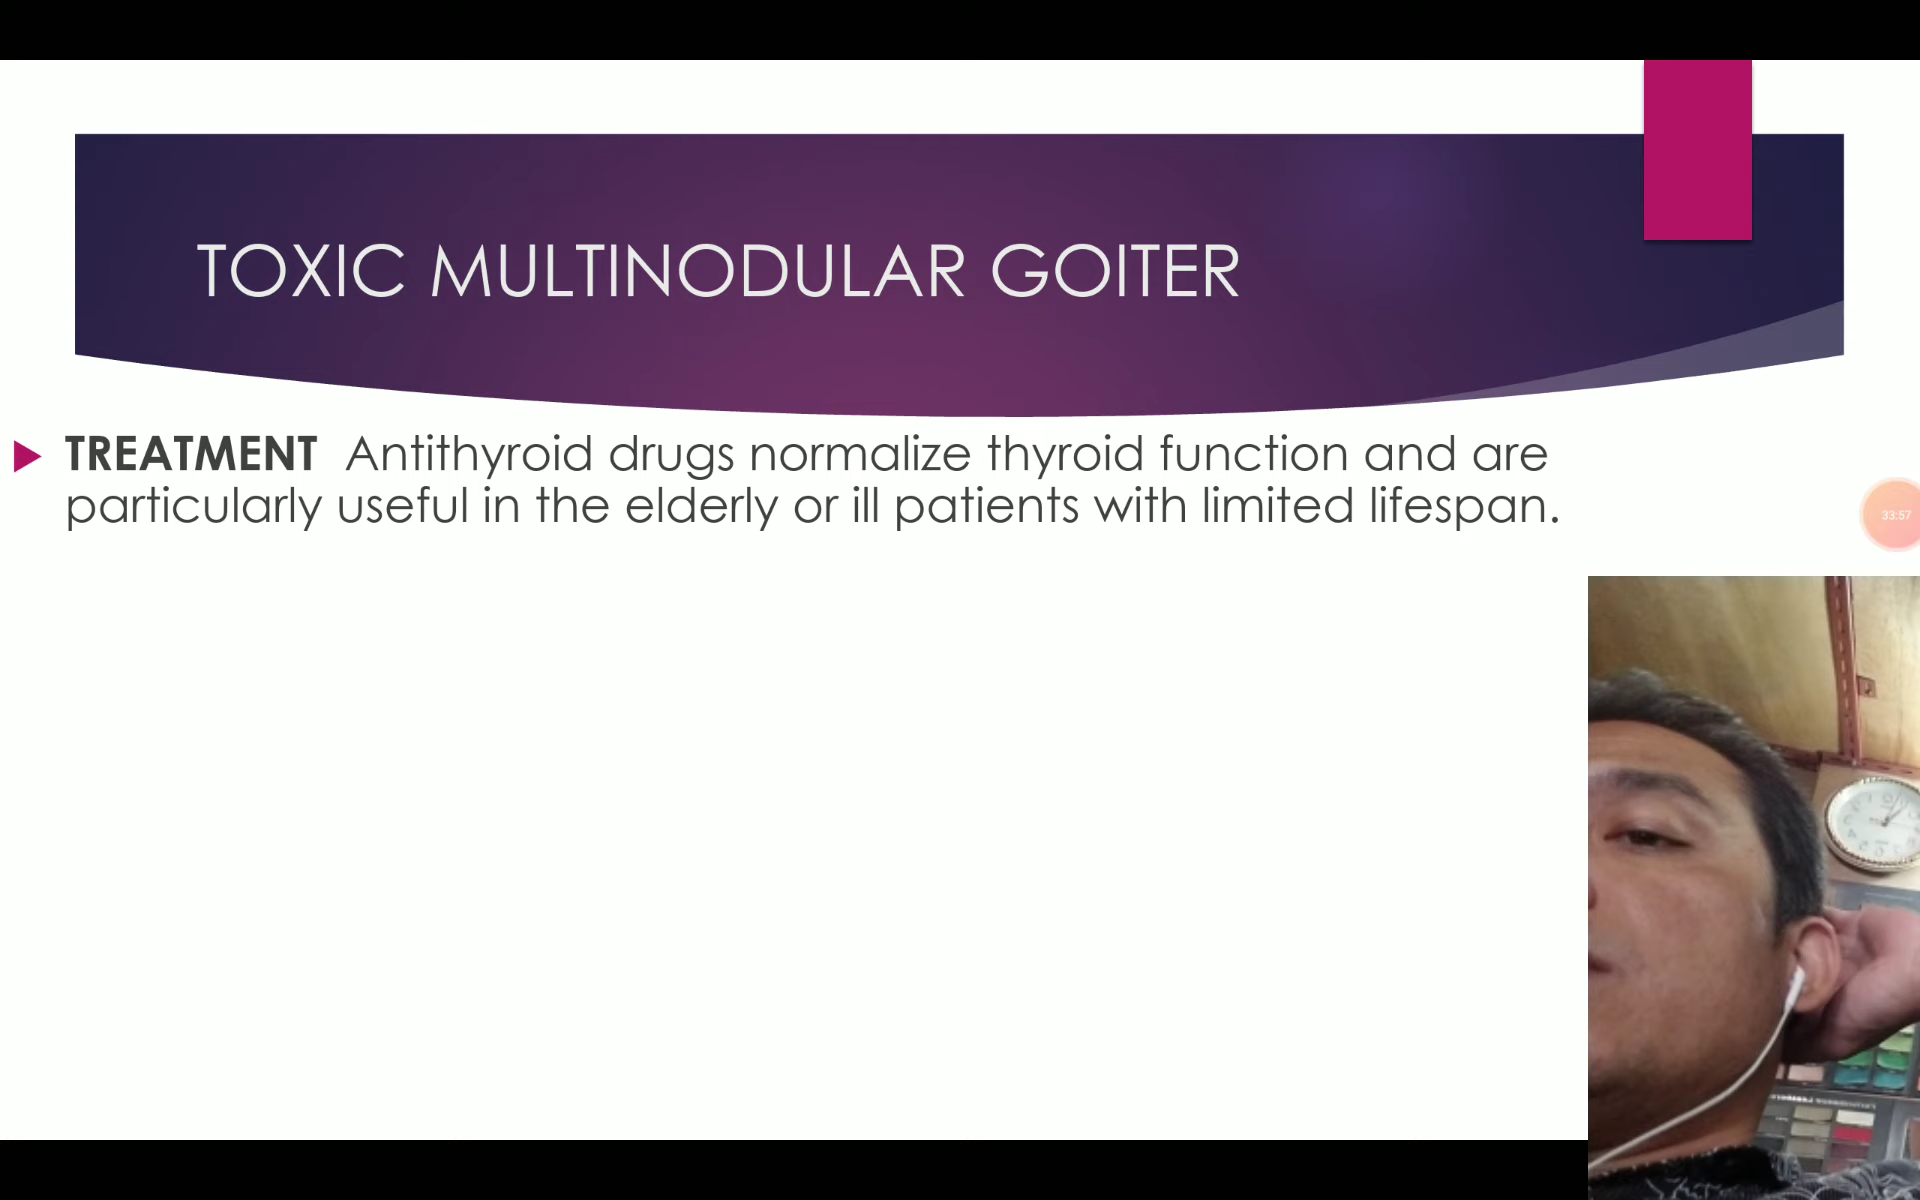 TOXIC MULTINODULAR GOITER
TREATMENT Antithyroid drugs normalize thyroid function and are
particularly useful in the elderly or ill patients with limited lifespan.
33:57